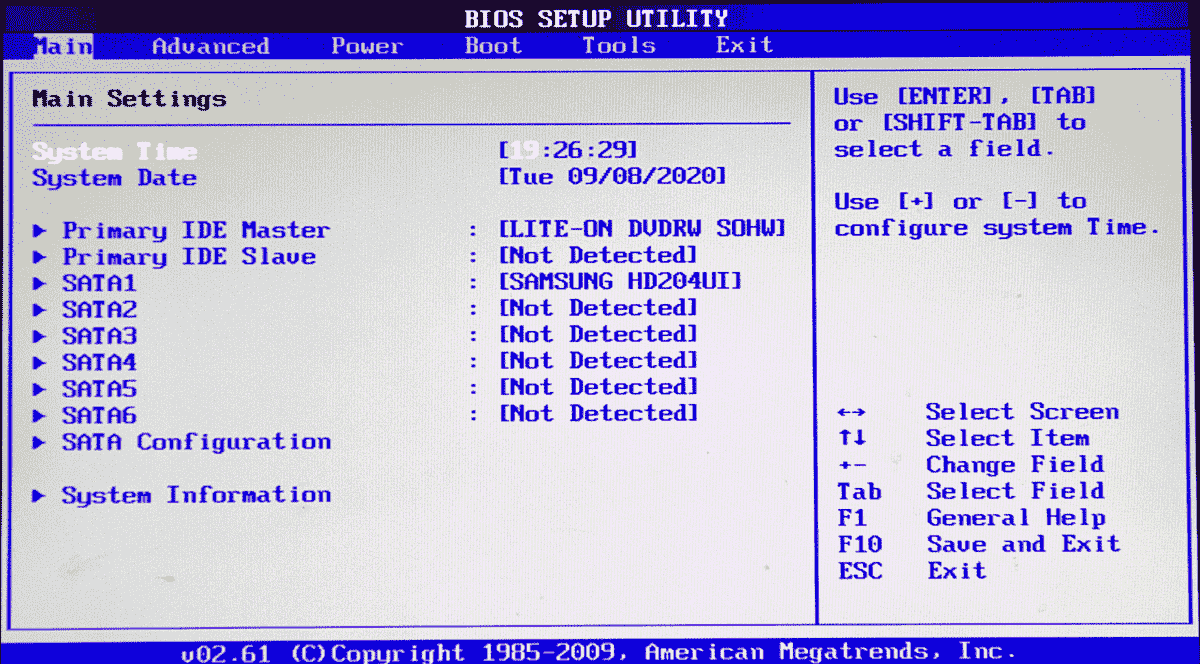 BIOS SETUP UTILITY
Main Advanced Power Boot Tools Exit
Main Settings
System Time [19:26:29]
System Date [Tue 09/08/2020]
Primary IDE Master : [LITE-ON DVDRW SOHW]
Primary IDE Slave : [Not Detected]
SATA1 : [SAMSUNG HD204UI]
SATA2 : [Not Detected]
SATA3 : [Not Detected]
SATA4 : [Not Detected]
SATA5 : [Not Detected]
SATA6 : [Not Detected]
SATA Configuration
System Information
Use [ENTER], [TAB]
or [SHIFT-TAB] to
select a field.
Use [+] or [-] to
configure system Time.
←→ Select Screen
↑↓ Select Item
+- Change Field
Tab Select Field
F1 General Help
F10 Save and Exit
ESC Exit
v02.61 (C)Copyright 1985-2009, American Megatrends, Inc.